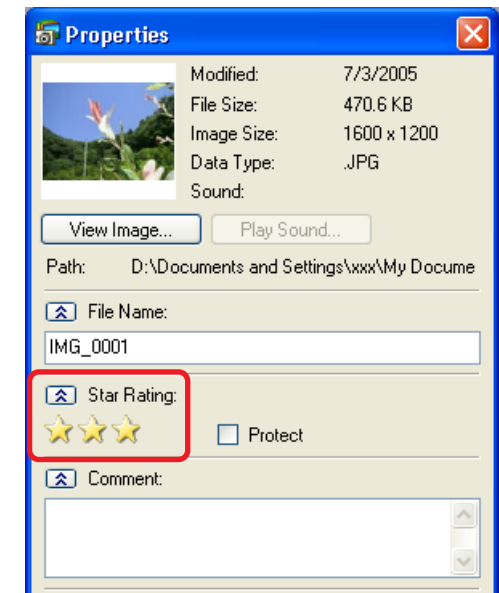 Properties
Modified: 7/3/2005
File Size: 470.6 KB
Image Size: 1600 x 1200
Data Type: .JPG
Sound:
View Image... Play Sound...
Path: D:\Documents and Settings\xxx\My Docume
File Name:
IMG_0001
Star Rating:
Protect
Comment: